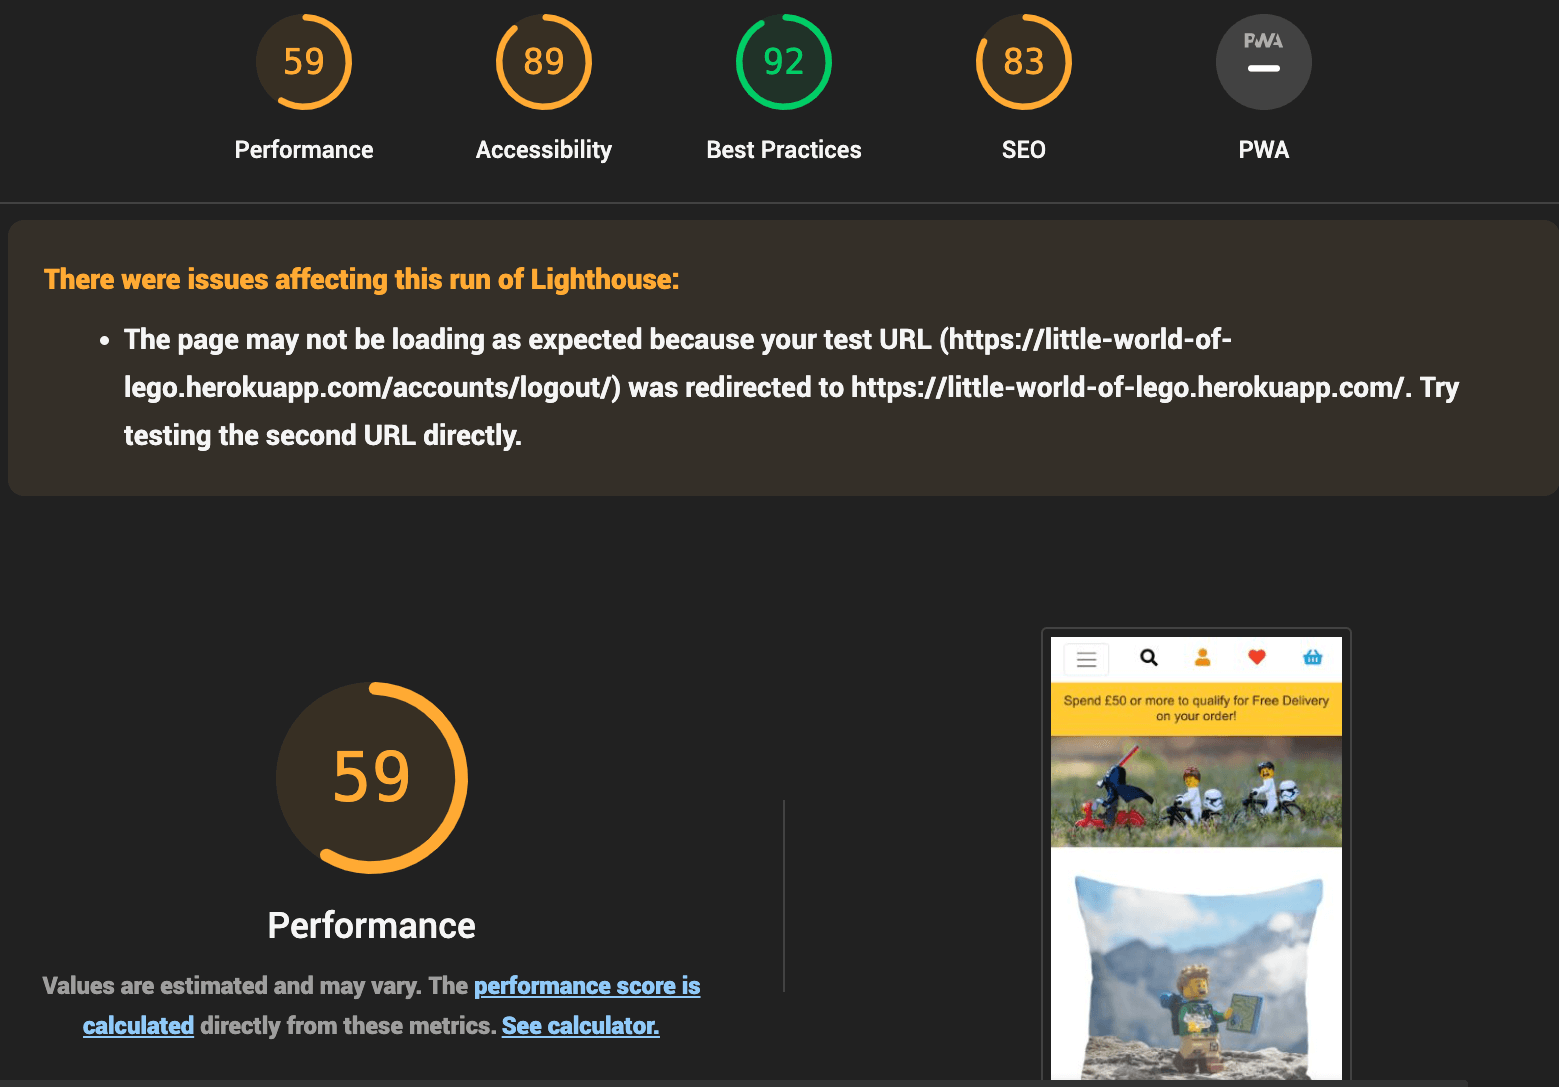 59
89
92
83
PWA
Performance
Accessibility
Best Practices
SEO
PWA
There were issues affecting this run of Lighthouse:
• The page may not be loading as expected because your test URL (https://little-world-of-
lego.herokuapp.com/accounts/logout/) was redirected to https://little-world-of-lego.herokuapp.com/. Try
testing the second URL directly.
59
Performance
Values are estimated and may vary. The performance score is
calculated directly from these metrics. See calculator.
Spend £50 or more to qualify for Free Delivery
on your order!